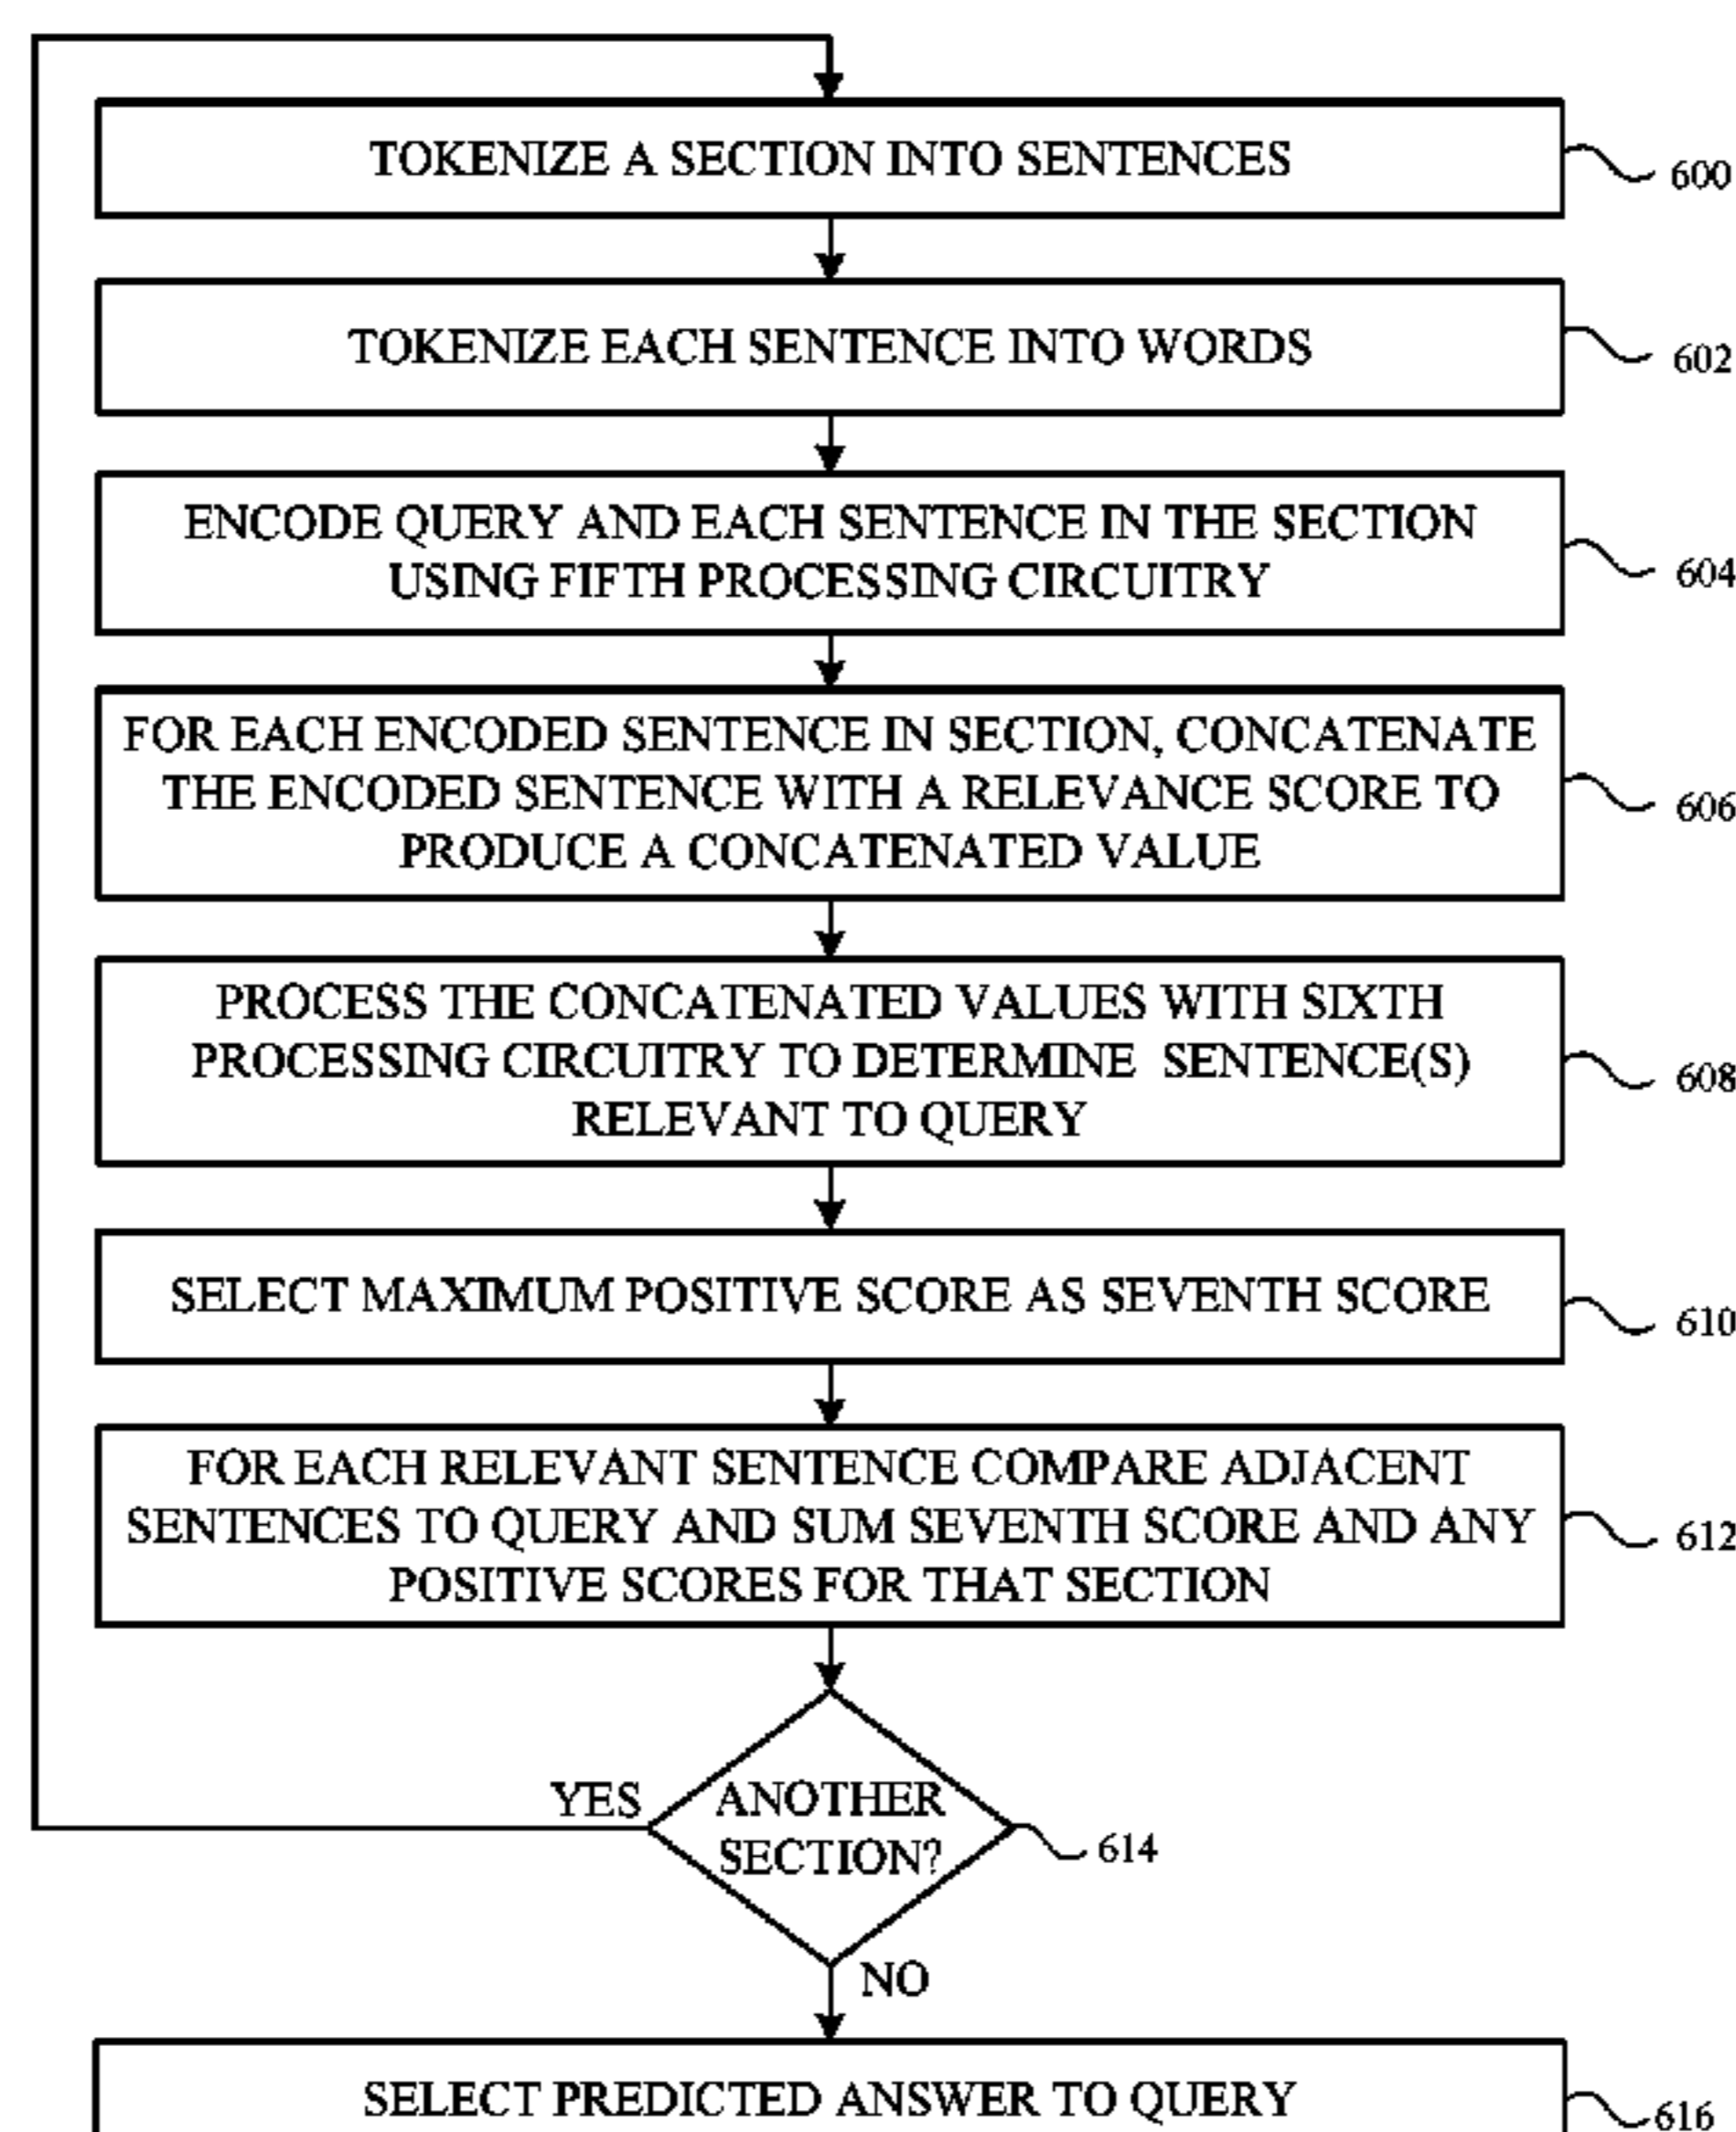 TOKENIZE A SECTION INTO SENTENCES
600
TOKENIZE EACH SENTENCE INTO WORDS
602
ENCODE QUERY AND EACH SENTENCE IN THE SECTION
USING FIFTH PROCESSING CIRCUITRY
604
FOR EACH ENCODED SENTENCE IN SECTION, CONCATENATE
THE ENCODED SENTENCE WITH A RELEVANCE SCORE TO
PRODUCE A CONCATENATED VALUE
606
PROCESS THE CONCATENATED VALUES WITH SIXTH
PROCESSING CIRCUITRY TO DETERMINE SENTENCE(S)
RELEVANT TO QUERY
608
SELECT MAXIMUM POSITIVE SCORE AS SEVENTH SCORE
610
FOR EACH RELEVANT SENTENCE COMPARE ADJACENT
SENTENCES TO QUERY AND SUM SEVENTH SCORE AND ANY
POSITIVE SCORES FOR THAT SECTION
612
YES
ANOTHER
SECTION?
614
NO
SELECT PREDICTED ANSWER TO QUERY
616